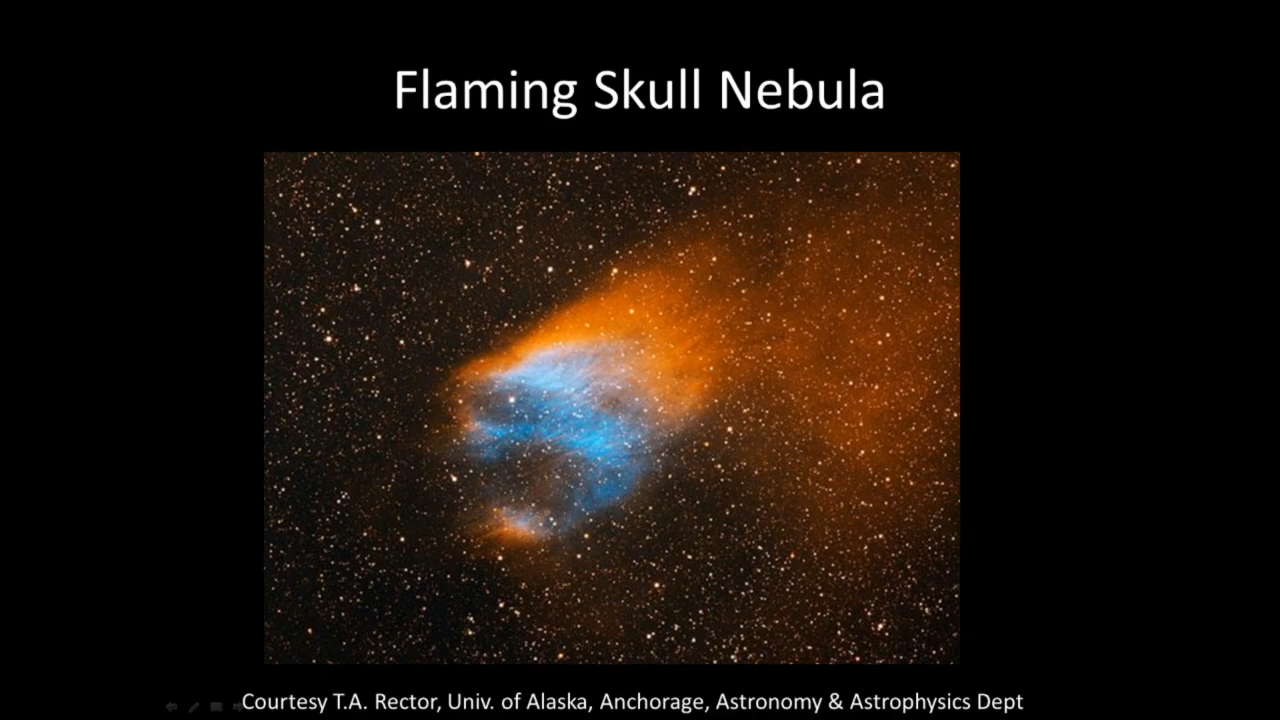 Flaming Skull Nebula
Courtesy T.A. Rector, Univ. of Alaska, Anchorage, Astronomy & Astrophysics Dept